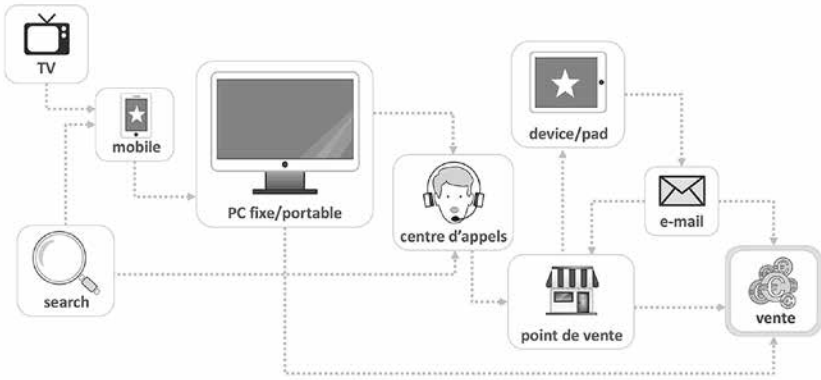 TV
mobile
PC fixe/portable
device/pad
e-mail
centre d'appels
search
point de vente
vente